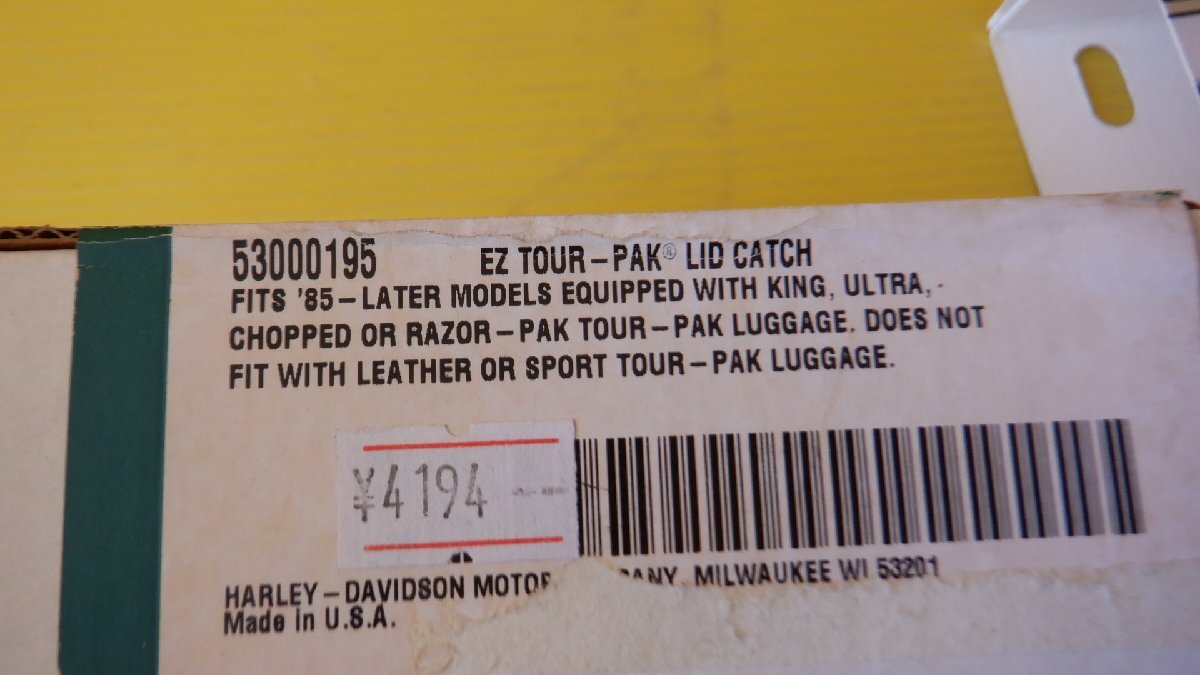 53000195 EZ TOUR-PAK® LID CATCH
FITS '85-LATER MODELS EQUIPPED WITH KING, ULTRA,
CHOPPED OR RAZOR-PAK TOUR-PAK LUGGAGE. DOES NOT
FIT WITH LEATHER OR SPORT TOUR-PAK LUGGAGE.
¥4194
HARLEY-DAVIDSON MOTOR MILWAUKEE WI 53201
Made in U.S.A.